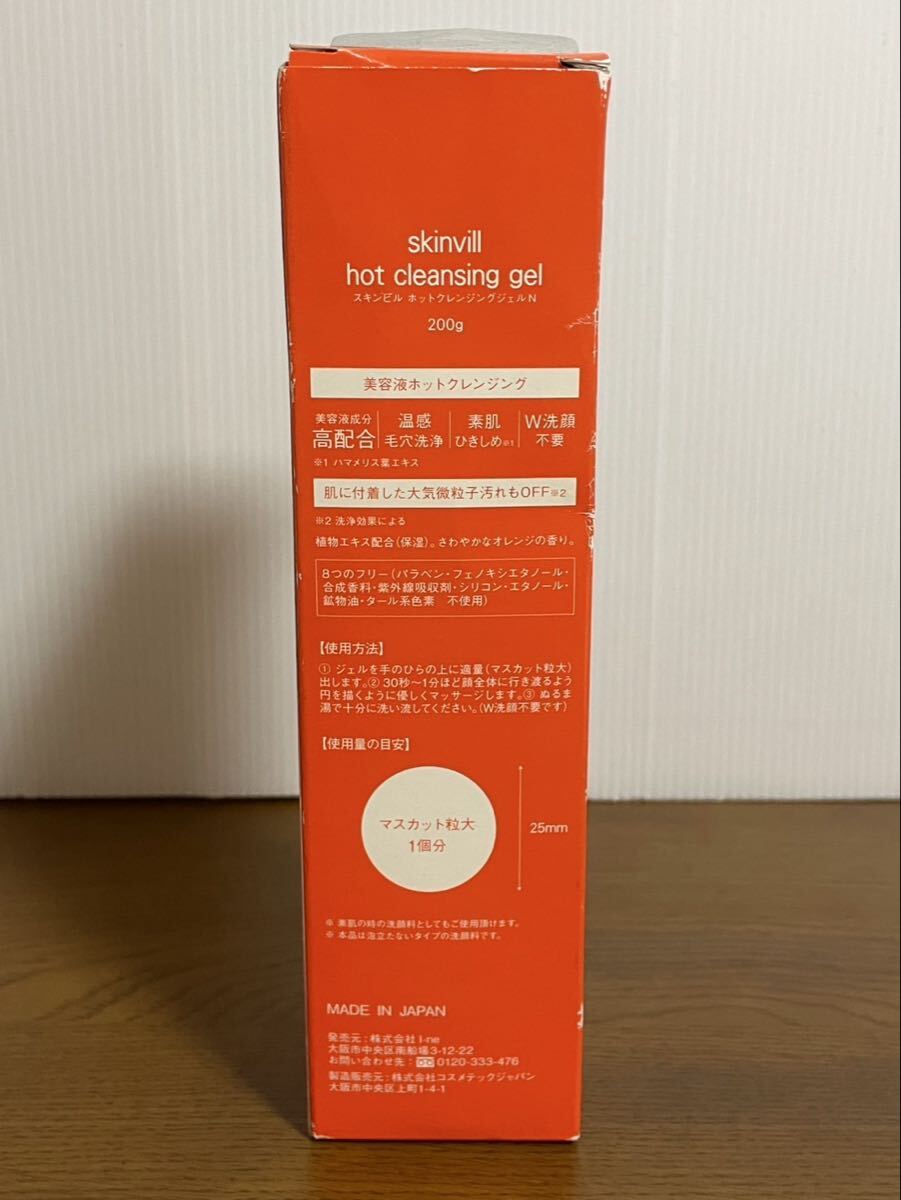 skinvill
hot cleansing gel
スキンビル ホットクレンジングジェルN
200g
美容液ホットクレンジング
美容液成分
高配合
温感
毛穴洗浄
素肌
ひきしめ※1
W洗顔
不要
※1 ハマメリス葉エキス
肌に付着した大気微粒子汚れもOFF※2
※2 洗浄効果による
植物エキス配合(保湿)。さわやかなオレンジの香り。
8つのフリー(パラベン・フェノキシエタノール・
合成香料・紫外線吸収剤・シリコン・エタノール・
鉱物油・タール系色素　不使用)
【使用方法】
① ジェルを手のひらの上に適量(マスカット粒大)
出します。② 30秒〜1分ほど顔全体に行き渡るよう
円を描くように優しくマッサージします。③ ぬるま
湯で十分に洗い流してください。(W洗顔不要です)
【使用量の目安】
マスカット粒大
1個分
25mm
※ 素肌の時の洗顔料としてもご使用頂けます。
※ 本品は泡立たないタイプの洗顔料です。
MADE IN JAPAN
発売元:株式会社 I-ne
大阪市中央区南船場3-12-22
お問い合わせ先:0120-333-476
製造販売元:株式会社コスメテックジャパン
大阪市中央区上町1-4-1